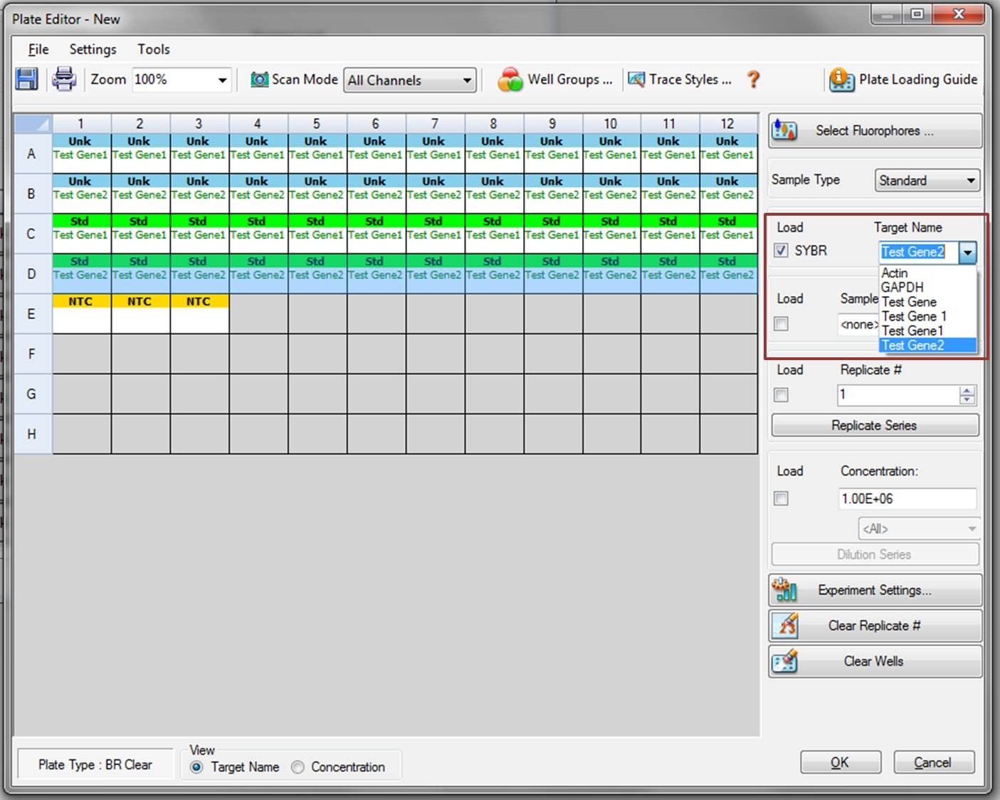 Plate Editor - New
File Settings Tools
Zoom 100% Scan Mode All Channels Well Groups ... Trace Styles ... ? Plate Loading Guide
1 2 3 4 5 6 7 8 9 10 11 12
A Unk Unk Unk Unk Unk Unk Unk Unk Unk Unk Unk Unk
Test Gene1 Test Gene1 Test Gene1 Test Gene1 Test Gene1 Test Gene1 Test Gene1 Test Gene1 Test Gene1 Test Gene1 Test Gene1 Test Gene1
B Unk Unk Unk Unk Unk Unk Unk Unk Unk Unk Unk Unk
Test Gene2 Test Gene2 Test Gene2 Test Gene2 Test Gene2 Test Gene2 Test Gene2 Test Gene2 Test Gene2 Test Gene2 Test Gene2 Test Gene2
C Std Std Std Std Std Std Std Std Std Std Std Std
Test Gene1 Test Gene1 Test Gene1 Test Gene1 Test Gene1 Test Gene1 Test Gene1 Test Gene1 Test Gene1 Test Gene1 Test Gene1 Test Gene1
D Std Std Std Std Std Std Std Std Std Std Std Std
Test Gene2 Test Gene2 Test Gene2 Test Gene2 Test Gene2 Test Gene2 Test Gene2 Test Gene2 Test Gene2 Test Gene2 Test Gene2 Test Gene2
E NTC NTC NTC
F
G
H
Select Fluorophores ...
Sample Type Standard
Load Target Name
SYBR Test Gene2
Actin
GAPDH
Test Gene
Test Gene 1
Test Gene1
Test Gene2
Load Sample
<none>
Load Replicate #
1
Replicate Series
Load Concentration:
1.00E+06
<All>
Dilution Series
Experiment Settings...
Clear Replicate #
Clear Wells
Plate Type : BR Clear
View
Target Name Concentration
OK Cancel